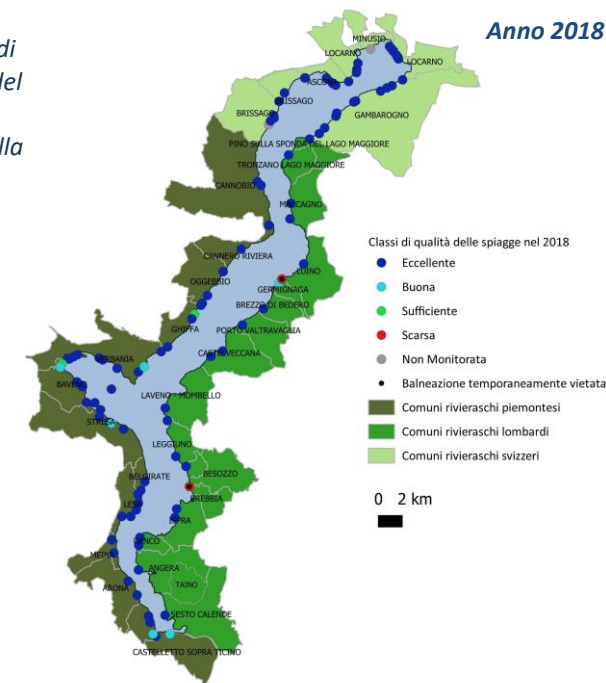 di
del
lla
Anno 2018
MINUSIO
LOCARNO
LOCARNO
ASCONA
BRISSAGO
GAMBAROGNO
PINO SULLA SPONDA DEL LAGO MAGGIORE
TRONZANO LAGO MAGGIORE
CANNOBIO
MACCAGNO
CANNERO RIVIERA
LUINO
OGGEBBIO
GERMIGNAGA
BREZZO DI BEDERO
GHIFFA
PORTO VALTRAVAGLIA
CASTELVECCANA
VERBANIA
BAVENO
LAVENO - MOMBELLO
STRESA
LEGGIUNO
BELGIRATE
BESOZZO
BREBBIA
LESA
ISPRA
RANCO
MEINA
ANGERA
TAINO
ARONA
SESTO CALENDE
CASTELLETTO SOPRA TICINO
Classi di qualità delle spiagge nel 2018
Eccellente
Buona
Sufficiente
Scarsa
Non Monitorata
Balneazione temporaneamente vietata
Comuni rivieraschi piemontesi
Comuni rivieraschi lombardi
Comuni rivieraschi svizzeri
0 2 km